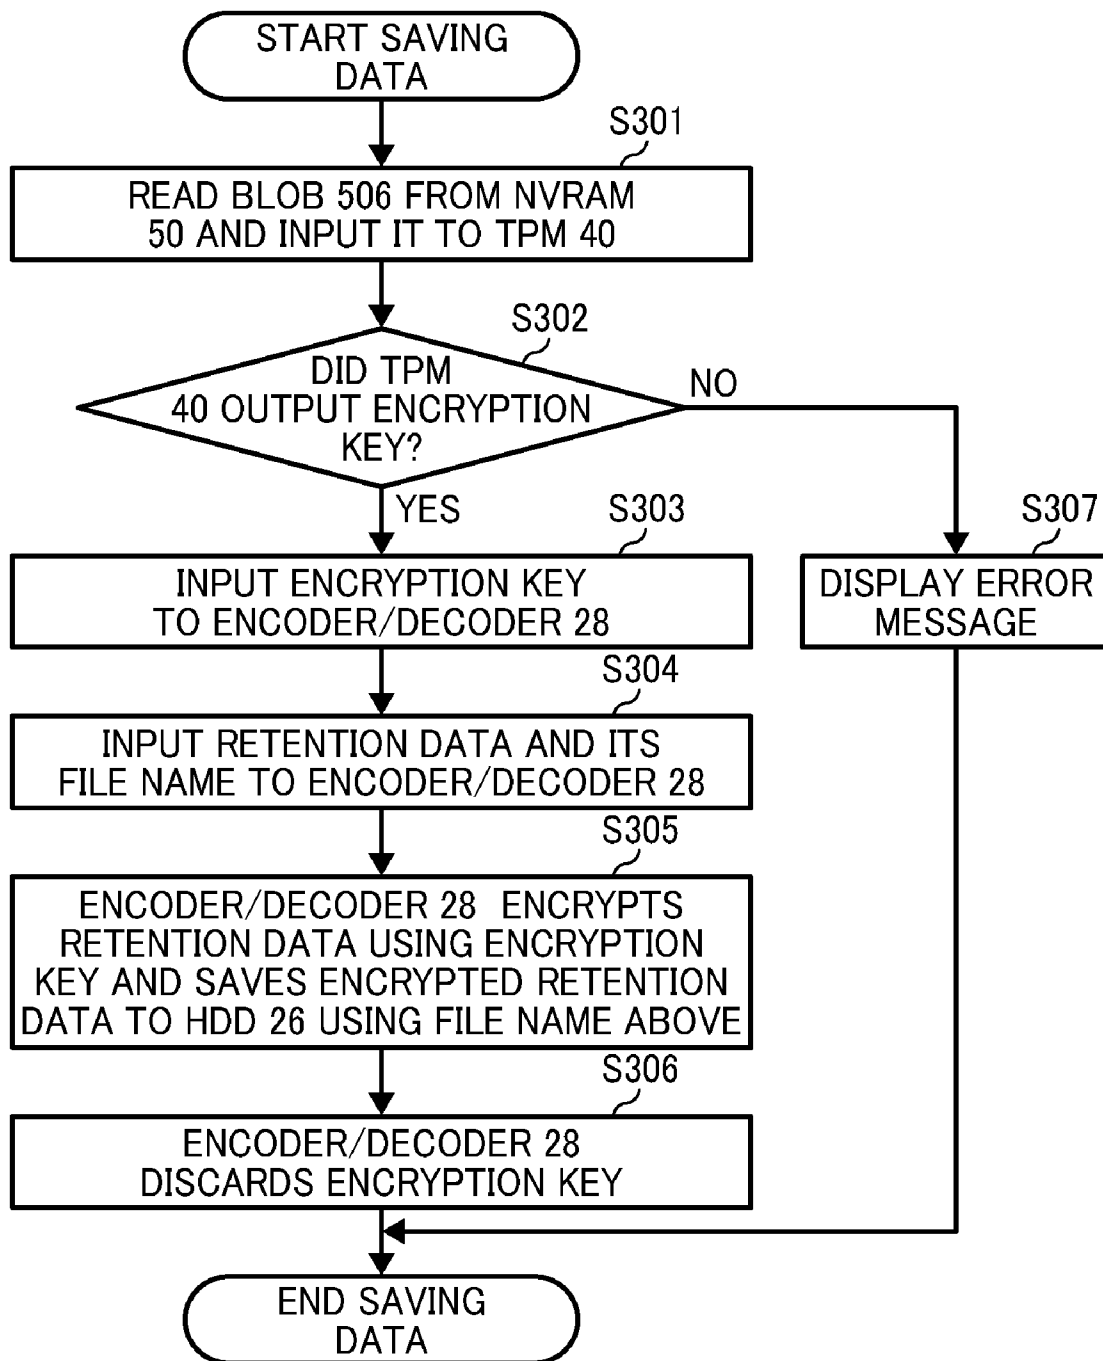 START SAVING
DATA
S301
READ BLOB 506 FROM NVRAM
50 AND INPUT IT TO TPM 40
S302
DID TPM
40 OUTPUT ENCRYPTION
KEY?
NO
YES
S303
INPUT ENCRYPTION KEY
TO ENCODER/DECODER 28
S307
DISPLAY ERROR
MESSAGE
S304
INPUT RETENTION DATA AND ITS
FILE NAME TO ENCODER/DECODER 28
S305
ENCODER/DECODER 28 ENCRYPTS
RETENTION DATA USING ENCRYPTION
KEY AND SAVES ENCRYPTED RETENTION
DATA TO HDD 26 USING FILE NAME ABOVE
S306
ENCODER/DECODER 28
DISCARDS ENCRYPTION KEY
END SAVING
DATA